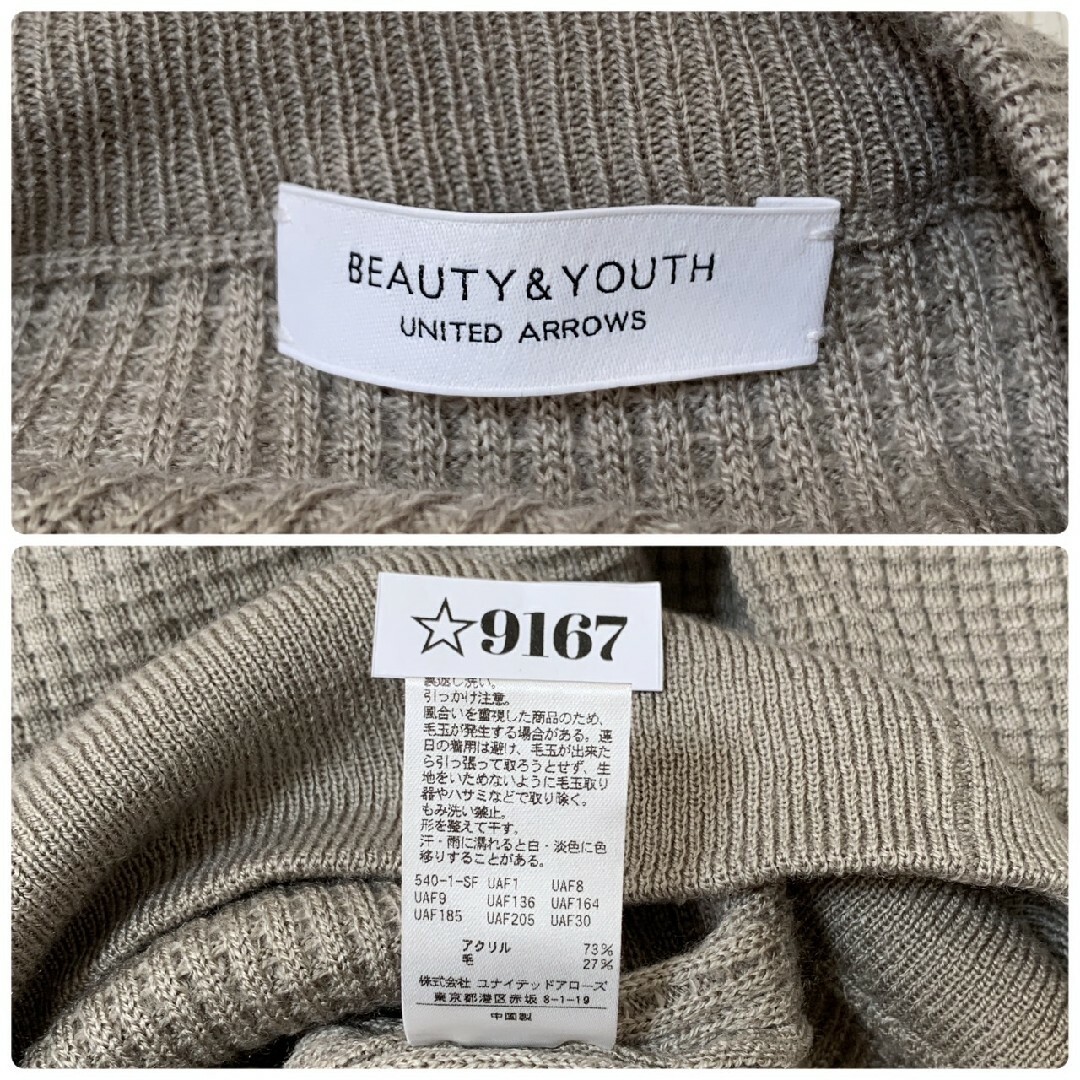 BEAUTY & YOUTH
UNITED ARROWS
☆9167
裏返し洗い。
引っかけ注意。
風合いを重視した商品のため、
毛玉が発生する場合がある。連
日の着用は避け、毛玉が出来た
ら引っ張って取ろうとせず、生
地をいためないように毛玉取り
器やハサミなどで取り除く。
もみ洗い禁止。
形を整えて干す。
汗・雨に濡れると白・淡色に色
移りすることがある。
540-1-SF UAF1 UAF8
UAF9 UAF136 UAF164
UAF185 UAF205 UAF30
アクリル 73%
毛 27%
株式会社 ユナイテッドアローズ
東京都港区赤坂 8-1-19
中国製